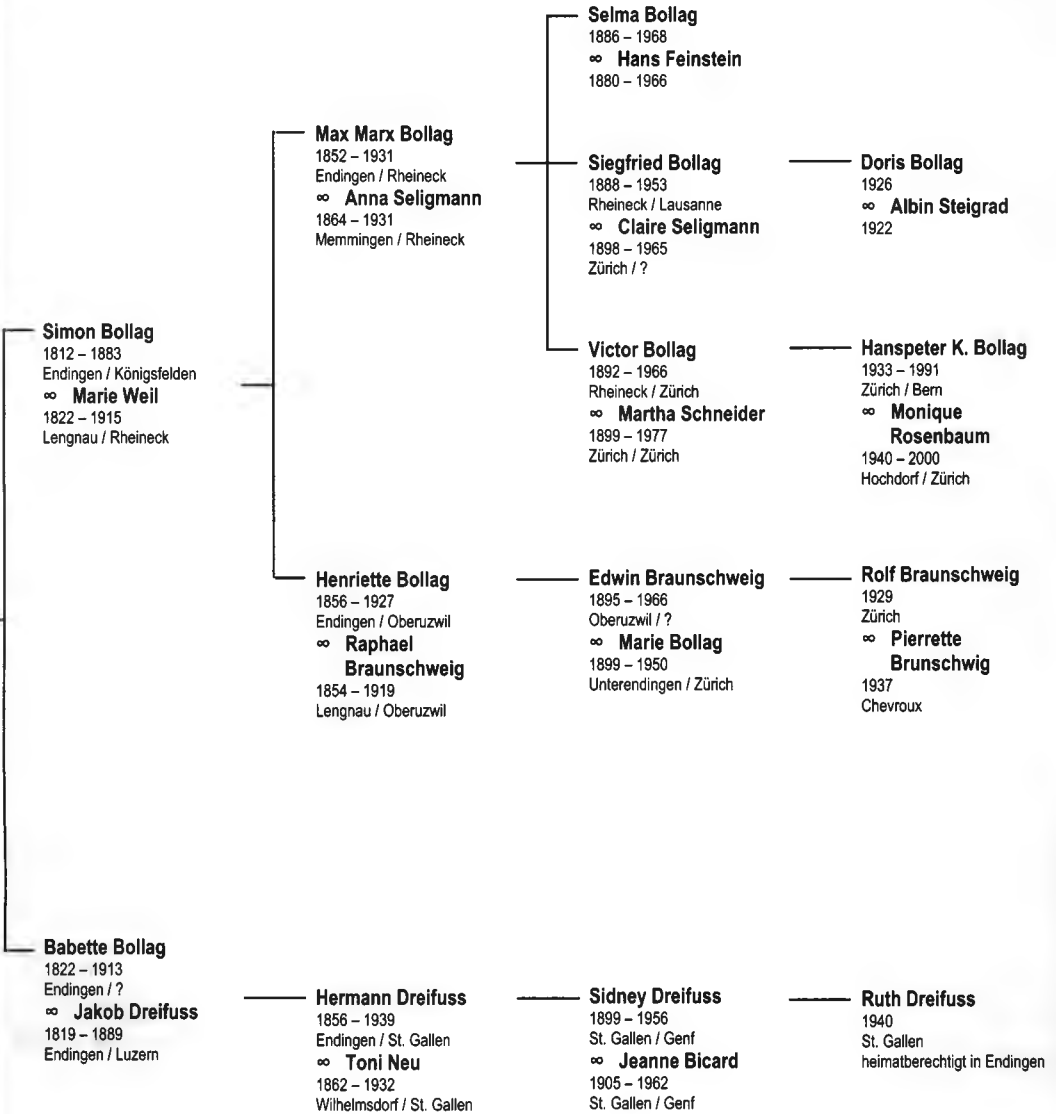 Selma Bollag
1886 – 1968
∞ Hans Feinstein
1880 – 1966
Max Marx Bollag
1852 – 1931
Endingen / Rheineck
∞ Anna Seligmann
1864 – 1931
Memmingen / Rheineck
Siegfried Bollag
1888 – 1953
Rheineck / Lausanne
∞ Claire Seligmann
1898 – 1965
Zürich / ?
Doris Bollag
1926
∞ Albin Steigrad
1922
Simon Bollag
1812 – 1883
Endingen / Königsfelden
∞ Marie Weil
1822 – 1915
Lengnau / Rheineck
Victor Bollag
1892 – 1966
Rheineck / Zürich
∞ Martha Schneider
1899 – 1977
Zürich / Zürich
Hanspeter K. Bollag
1933 – 1991
Zürich / Bern
∞ Monique
Rosenbaum
1940 – 2000
Hochdorf / Zürich
Henriette Bollag
1856 – 1927
Endingen / Oberuzwil
∞ Raphael
Braunschweig
1854 – 1919
Lengnau / Oberuzwil
Edwin Braunschweig
1895 – 1966
Oberuzwil / ?
∞ Marie Bollag
1899 – 1950
Unterendingen / Zürich
Rolf Braunschweig
1929
Zürich
∞ Pierrette
Brunschwig
1937
Chevroux
Babette Bollag
1822 – 1913
Endingen / ?
∞ Jakob Dreifuss
1819 – 1889
Endingen / Luzern
Hermann Dreifuss
1856 – 1939
Endingen / St. Gallen
∞ Toni Neu
1862 – 1932
Wilhelmsdorf / St. Gallen
Sidney Dreifuss
1899 – 1956
St. Gallen / Genf
∞ Jeanne Bicard
1905 – 1962
St. Gallen / Genf
Ruth Dreifuss
1940
St. Gallen
heimatberechtigt in Endingen